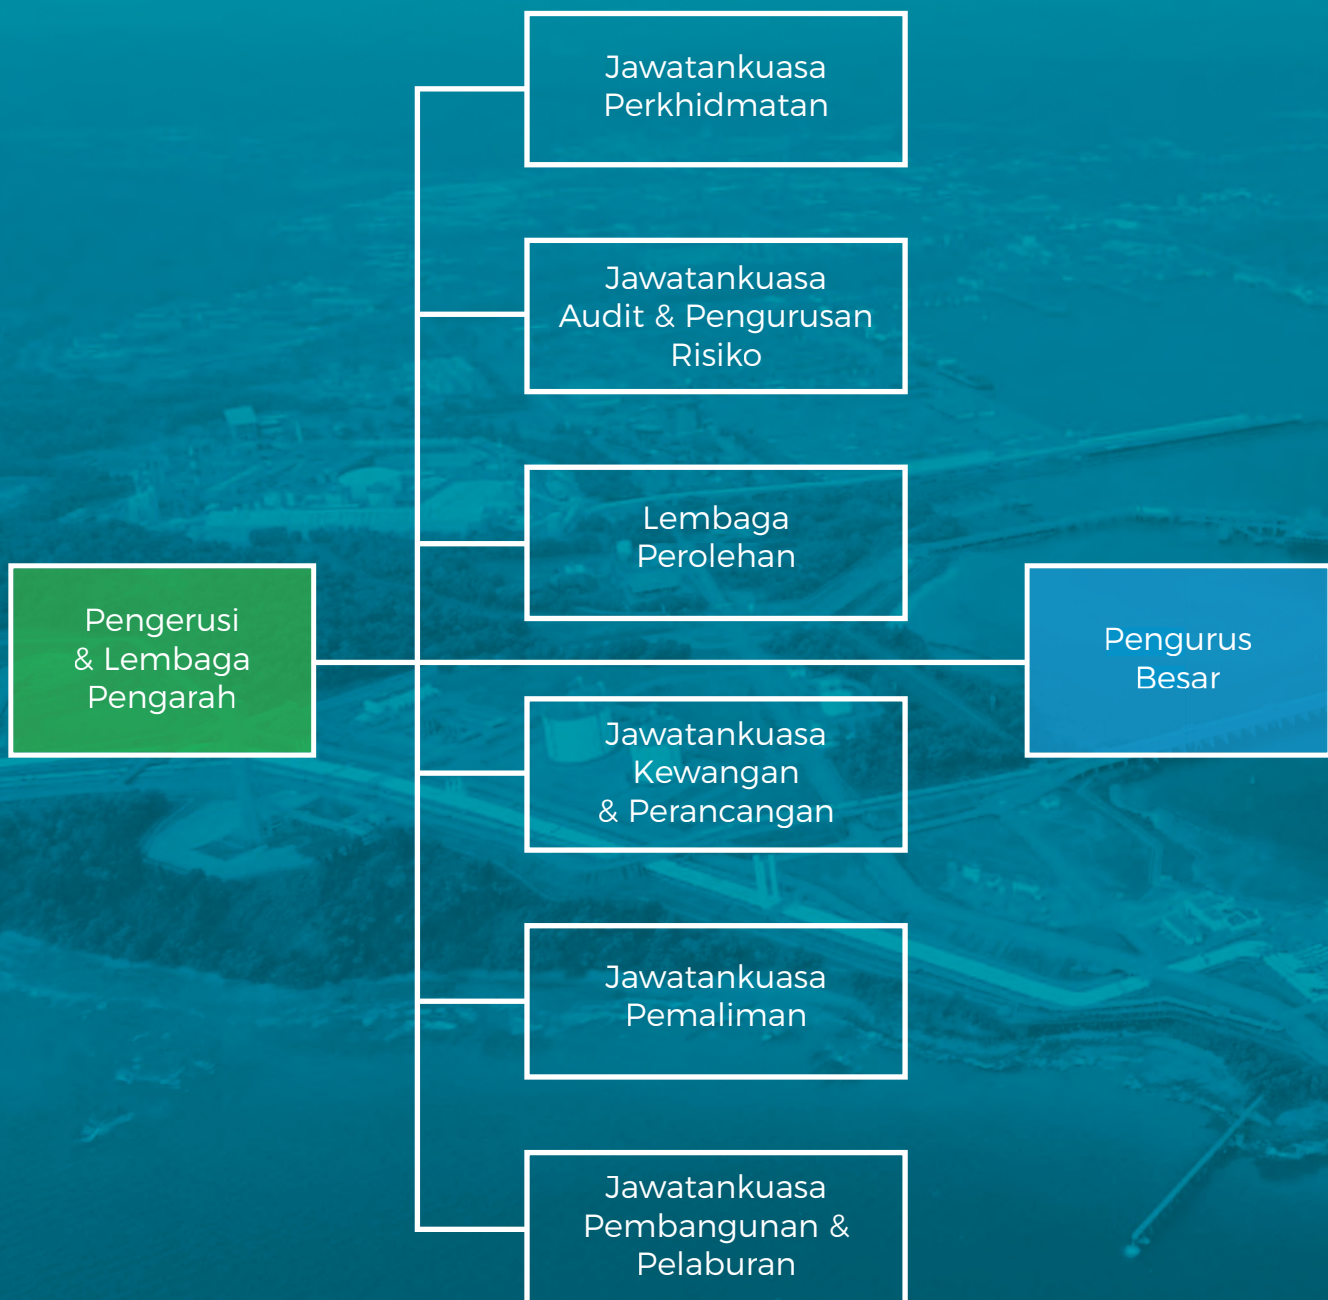 Jawatankuasa
Perkhidmatan
Jawatankuasa
Audit & Pengurusan
Risiko
Lembaga
Perolehan
Pengerusi
& Lembaga
Pengarah
Pengurus
Besar
Jawatankuasa
Kewangan
& Perancangan
Jawatankuasa
Pemaliman
Jawatankuasa
Pembangunan &
Pelaburan